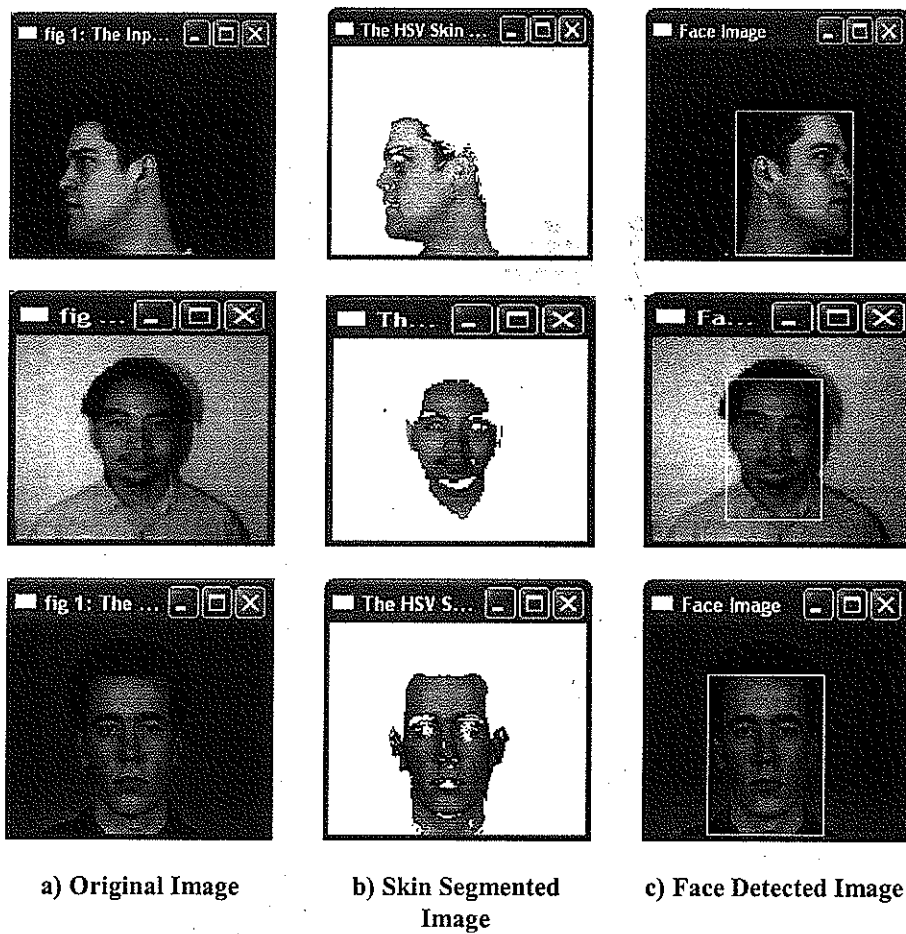 fig 1: The Inp...
The HSV Skin ...
Face Image
fig ...
Th...
Fa...
fig 1: The ...
The HSV S...
Face Image
a) Original Image
b) Skin Segmented
Image
c) Face Detected Image